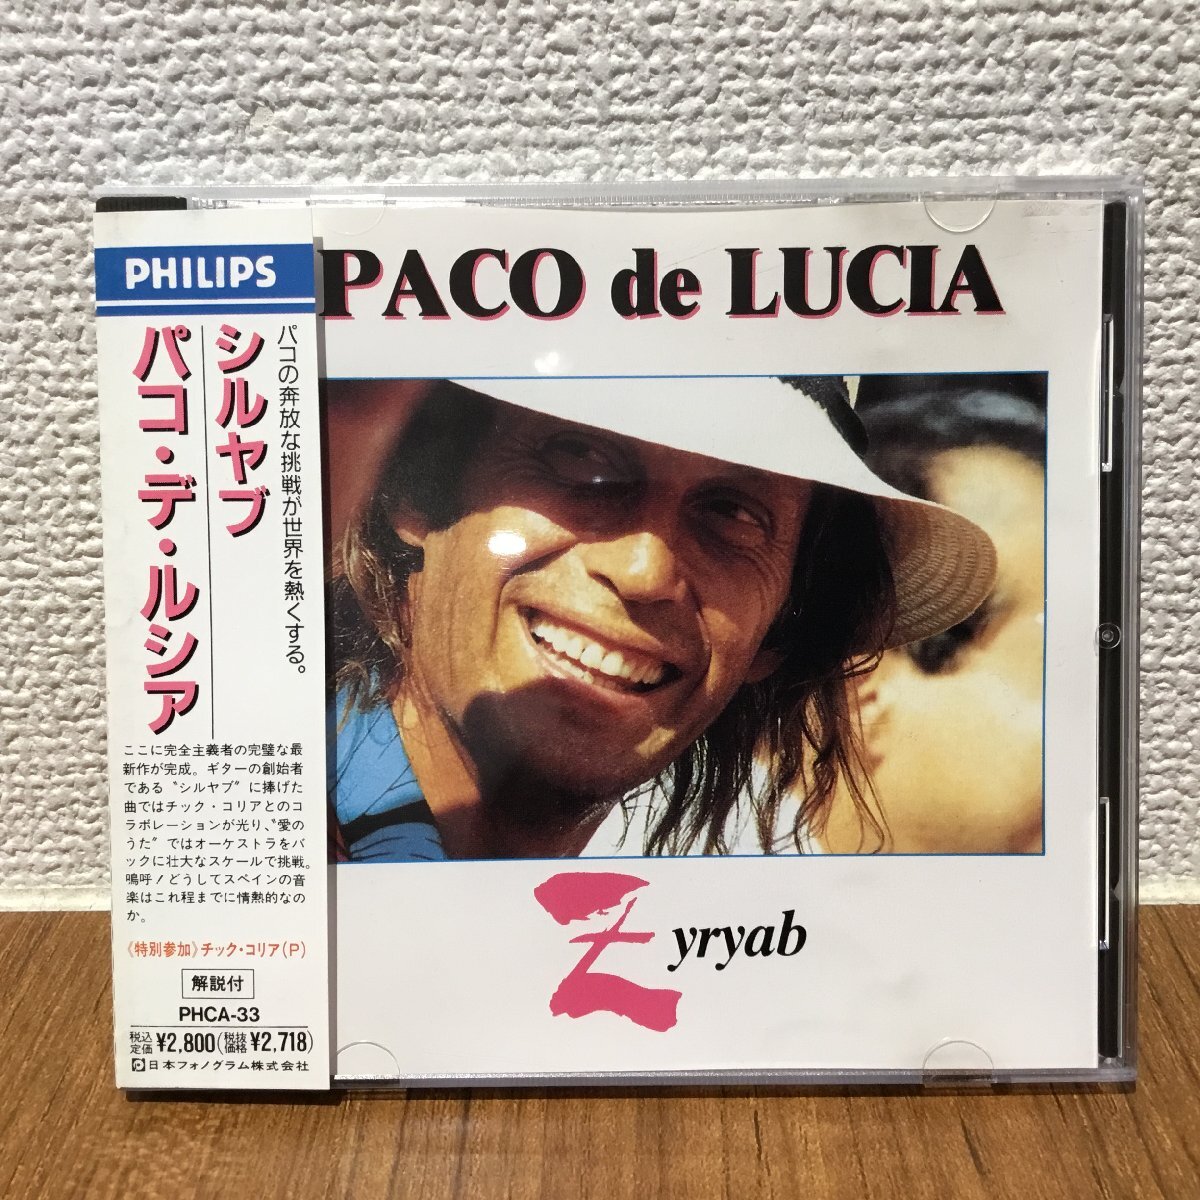 PHILIPS
パコの奔放な挑戦が世界を熱くする。
シルヤブ
パコ・デ・ルシア
ここに完全主義者の完璧な最
新作が完成。ギターの創始者
である〝シルヤブ〟に捧げた
曲ではチック・コリアとのコ
ラボレーションが光り、〝愛の
うた〟ではオーケストラをバ
ックに壮大なスケールで挑戦。
嗚呼!どうしてスペインの音
楽はこれ程までに情熱的なの
か。
《特別参加》チック・コリア(P)
解説付
PHCA-33
税込定価¥2,800(税抜価格¥2,718)
日本フォノグラム株式会社
PACO de LUCIA
Zyryab